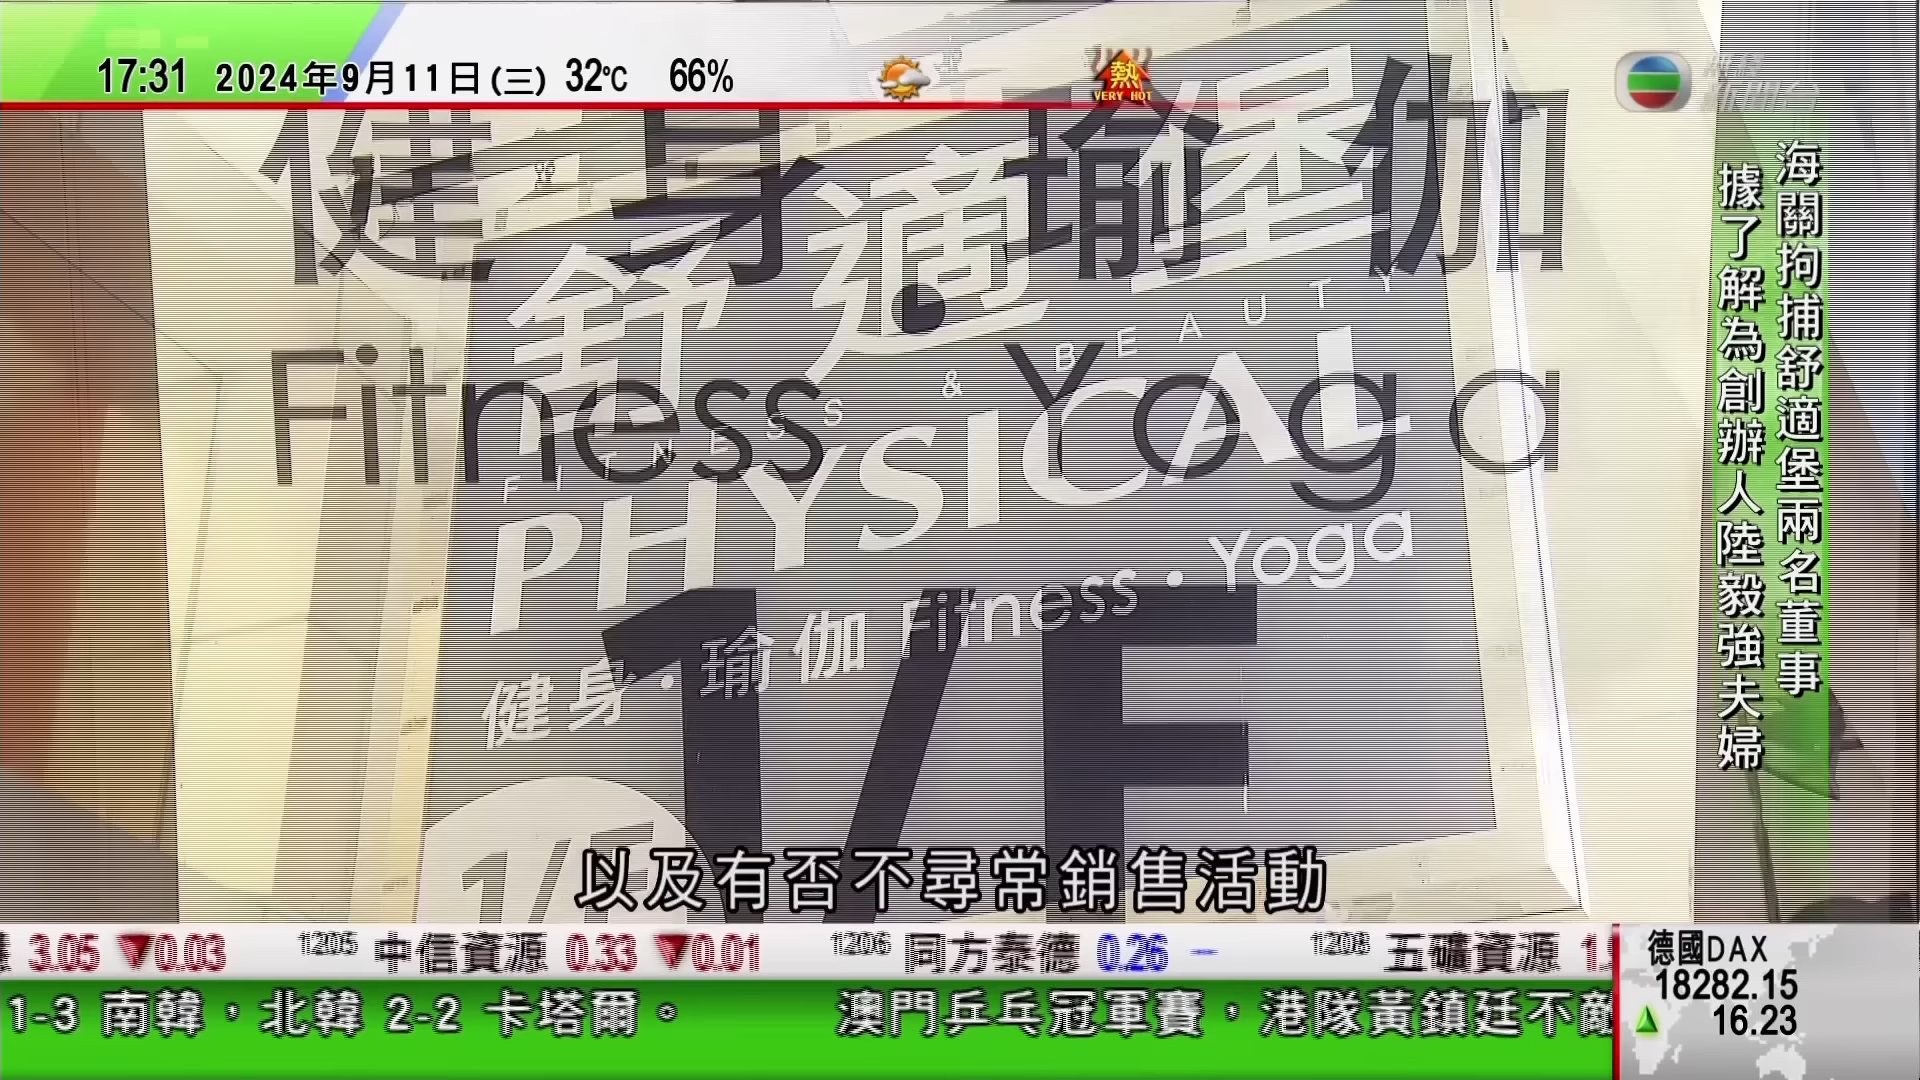 17:31 2024年9月11日(三) 32℃ 66%
熱
VERY HOT
海關拘捕舒適堡兩名董事
據了解為創辦人陸毅強夫婦
健身·瑜伽
Fitness Yoga
1/F
舒適堡
FITNESS & BEAUTY
PHYSICAL
健身·瑜伽 Fitness·Yoga
1/F
以及有否不尋常銷售活動
3.05 ▼0.03 1205 中信資源 0.33 ▼0.01 1206 同方泰德 0.26 － 1208 五礦資源
1-3 南韓，北韓 2-2 卡塔爾。 澳門乒乓冠軍賽，港隊黃鎮廷不敵
德國DAX
18282.15
▲ 16.23